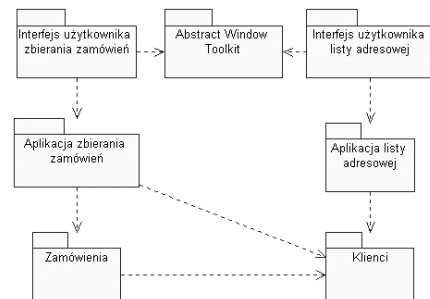 Interfejs użytkownika
zbierania zamówień
Abstract Window
Toolkit
Interfejs użytkownika
listy adresowej
Aplikacja zbierania
zamówień
Aplikacja listy
adresowej
Zamówienia
Klienci